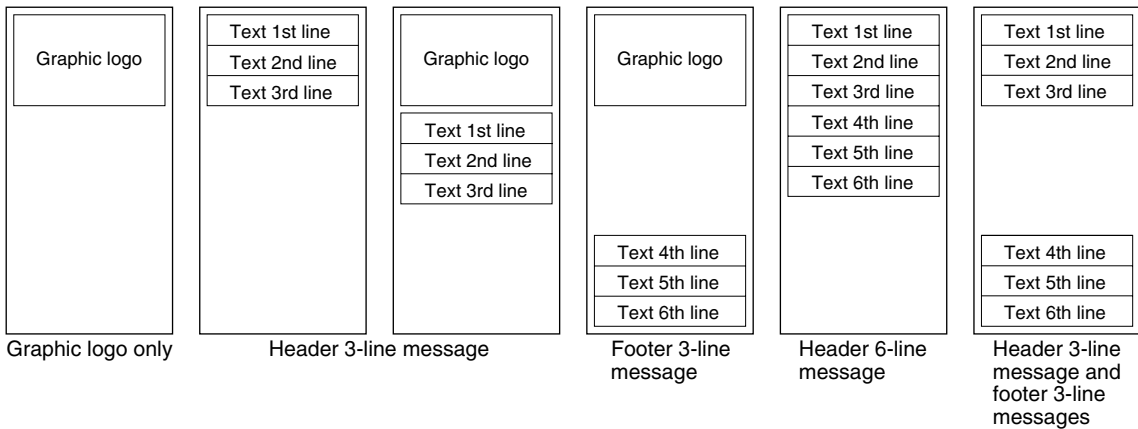 Graphic logo
Graphic logo only
Text 1st line
Text 2nd line
Text 3rd line
Graphic logo
Text 1st line
Text 2nd line
Text 3rd line
Header 3-line message
Graphic logo
Text 4th line
Text 5th line
Text 6th line
Footer 3-line
message
Text 1st line
Text 2nd line
Text 3rd line
Text 4th line
Text 5th line
Text 6th line
Header 6-line
message
Text 1st line
Text 2nd line
Text 3rd line
Text 4th line
Text 5th line
Text 6th line
Header 3-line
message and
footer 3-line
messages